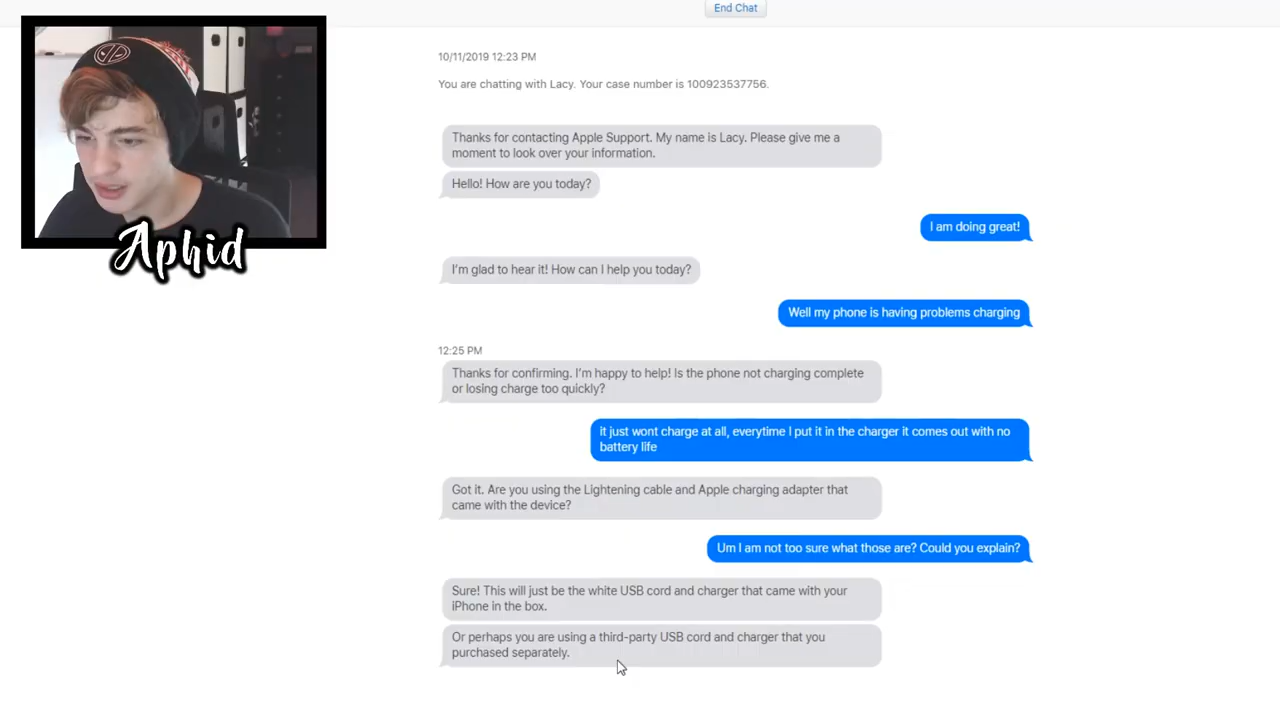 End Chat
10/11/2019 12:23 PM
You are chatting with Lacy. Your case number is 100923537756.
Thanks for contacting Apple Support. My name is Lacy. Please give me a
moment to look over your information.
Hello! How are you today?
I am doing great!
I'm glad to hear it! How can I help you today?
Well my phone is having problems charging
12:25 PM
Thanks for confirming. I'm happy to help! Is the phone not charging complete
or losing charge too quickly?
it just wont charge at all, everytime I put it in the charger it comes out with no
battery life
Got it. Are you using the Lightening cable and Apple charging adapter that
came with the device?
Um I am not too sure what those are? Could you explain?
Sure! This will just be the white USB cord and charger that came with your
iPhone in the box.
Or perhaps you are using a third-party USB cord and charger that you
purchased separately.
Aphid